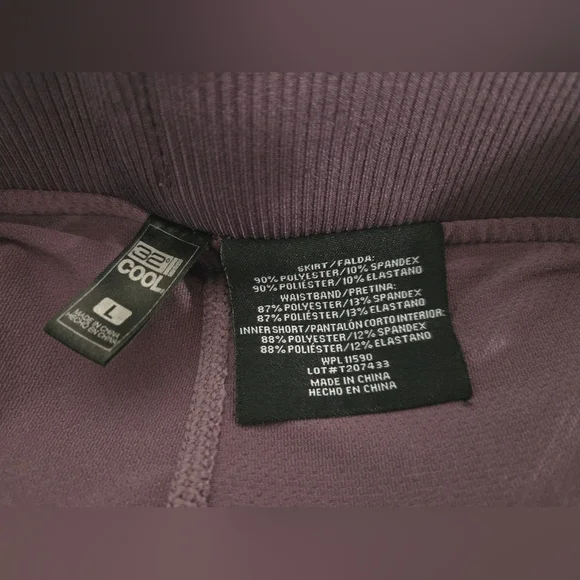 32
COOL
L
MADE IN CHINA
HECHO EN CHINA
SKIRT/FALDA:
90% POLYESTER/10% SPANDEX
90% POLIÉSTER/10% ELASTANO
WAISTBAND/PRETINA:
87% POLYESTER/13% SPANDEX
87% POLIÉSTER/13% ELASTANO
INNER SHORT/PANTALÓN CORTO INTERIOR:
88% POLYESTER/12% SPANDEX
88% POLIÉSTER/12% ELASTANO
WPL 11590
LOT#T207433
MADE IN CHINA
HECHO EN CHINA